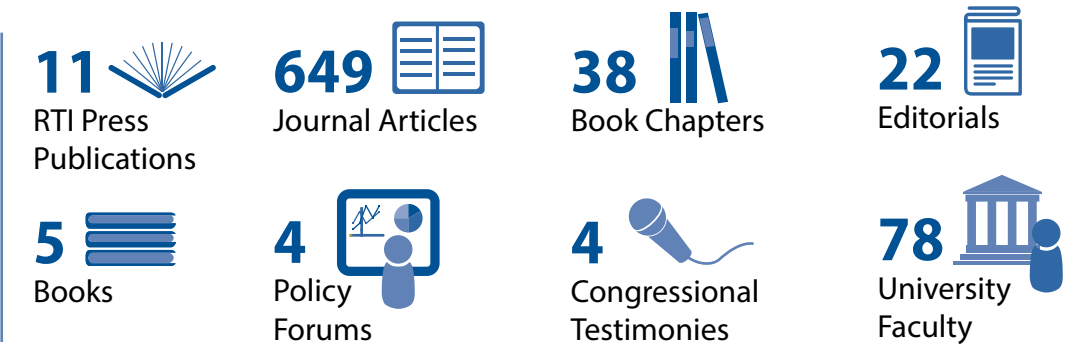 11
RTI Press
Publications
649
Journal Articles
38
Book Chapters
22
Editorials
5
Books
4
Policy
Forums
4
Congressional
Testimonies
78
University
Faculty